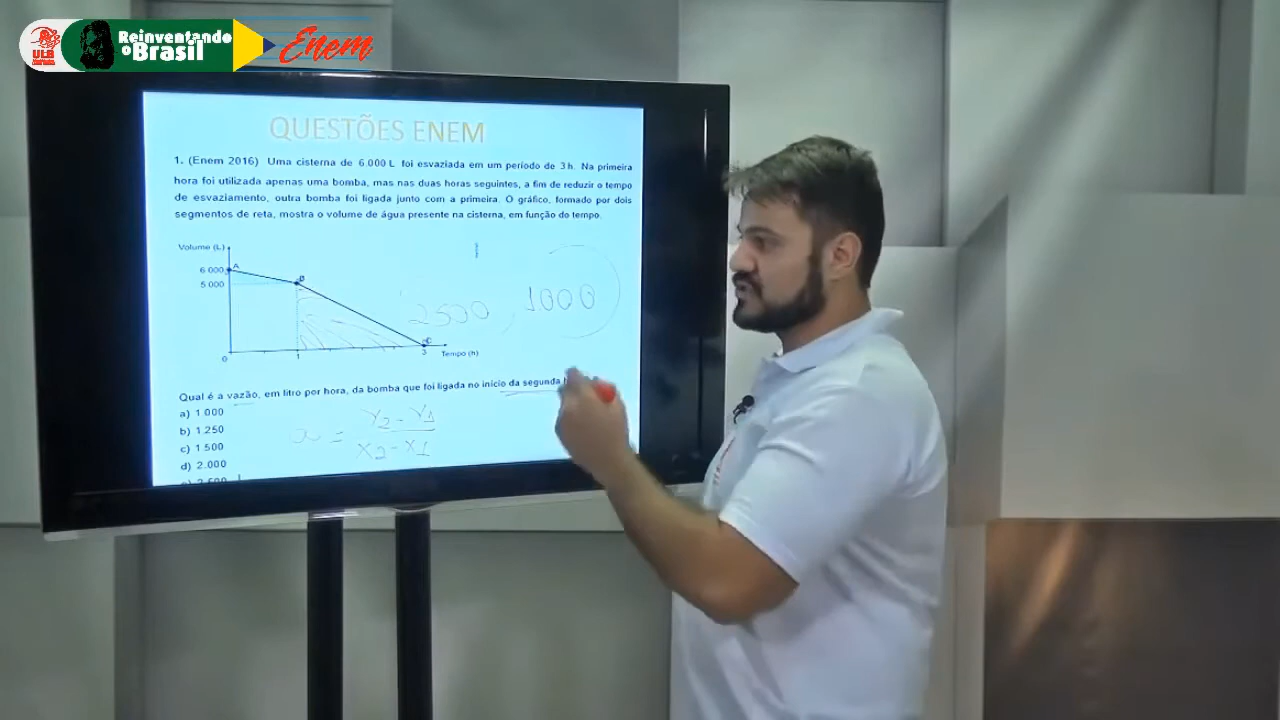 ULB
Reinventando
o Brasil
Enem
QUESTÕES ENEM
1. (Enem 2016) Uma cisterna de 6.000 L foi esvaziada em um período de 3 h. Na primeira
hora foi utilizada apenas uma bomba, mas nas duas horas seguintes, a fim de reduzir o tempo
de esvaziamento, outra bomba foi ligada junto com a primeira. O gráfico, formado por dois
segmentos de reta, mostra o volume de água presente na cisterna, em função do tempo.
Volume (L)
6 000
A
5 000
B
2500, 1000
C
0
1
3
Tempo (h)
Qual é a vazão, em litro por hora, da bomba que foi ligada no início da segunda
a) 1 000
b) 1.250
c) 1 500
d) 2.000
Y2 - Y1
=
X2 - X1